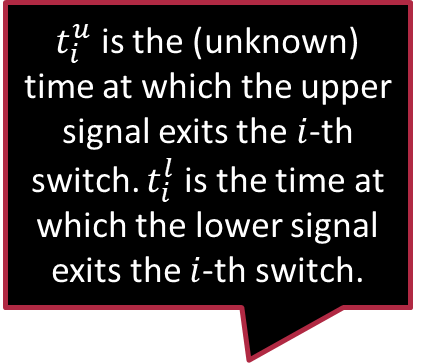 $t_i^u$ is the (unknown)
time at which the upper
signal exits the $i$-th
switch. $t_i^l$ is the time at
which the lower signal
exits the $i$-th switch.